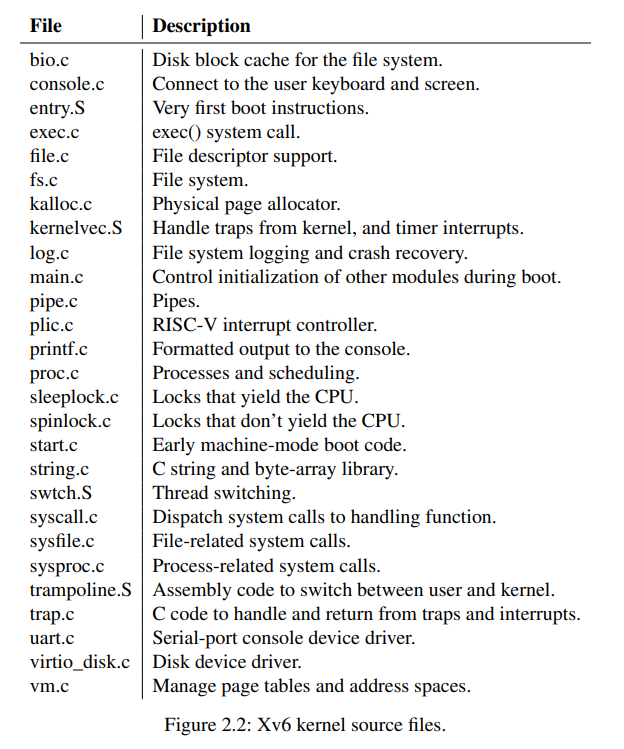 File Description
bio.c Disk block cache for the file system.
console.c Connect to the user keyboard and screen.
entry.S Very first boot instructions.
exec.c exec() system call.
file.c File descriptor support.
fs.c File system.
kalloc.c Physical page allocator.
kernelvec.S Handle traps from kernel, and timer interrupts.
log.c File system logging and crash recovery.
main.c Control initialization of other modules during boot.
pipe.c Pipes.
plic.c RISC-V interrupt controller.
printf.c Formatted output to the console.
proc.c Processes and scheduling.
sleeplock.c Locks that yield the CPU.
spinlock.c Locks that don’t yield the CPU.
start.c Early machine-mode boot code.
string.c C string and byte-array library.
swtch.S Thread switching.
syscall.c Dispatch system calls to handling function.
sysfile.c File-related system calls.
sysproc.c Process-related system calls.
trampoline.S Assembly code to switch between user and kernel.
trap.c C code to handle and return from traps and interrupts.
uart.c Serial-port console device driver.
virtio_disk.c Disk device driver.
vm.c Manage page tables and address spaces.
Figure 2.2: Xv6 kernel source files.